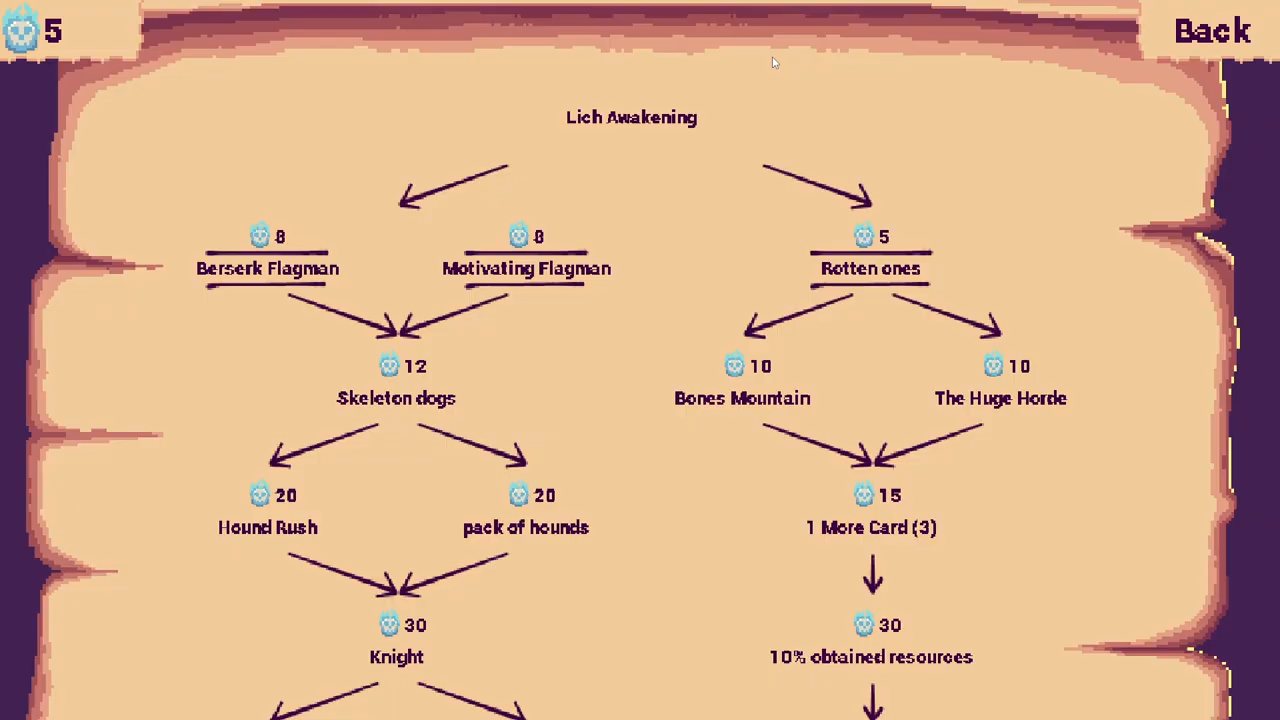 5
Back
Lich Awakening
8
8
5
Berserk Flagman
Motivating Flagman
Rotten ones
12
10
10
Skeleton dogs
Bones Mountain
The Huge Horde
20
20
15
Hound Rush
pack of hounds
1 More Card (3)
30
30
Knight
10% obtained resources